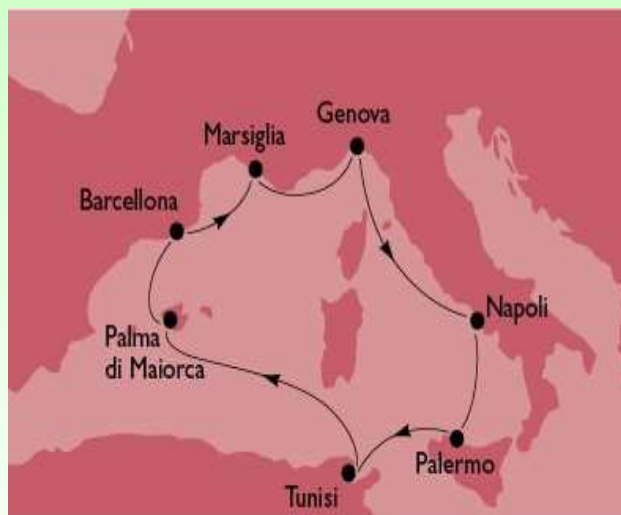 Genova
Marsiglia
Barcellona
Napoli
Palma
di Maiorca
Palermo
Tunisi